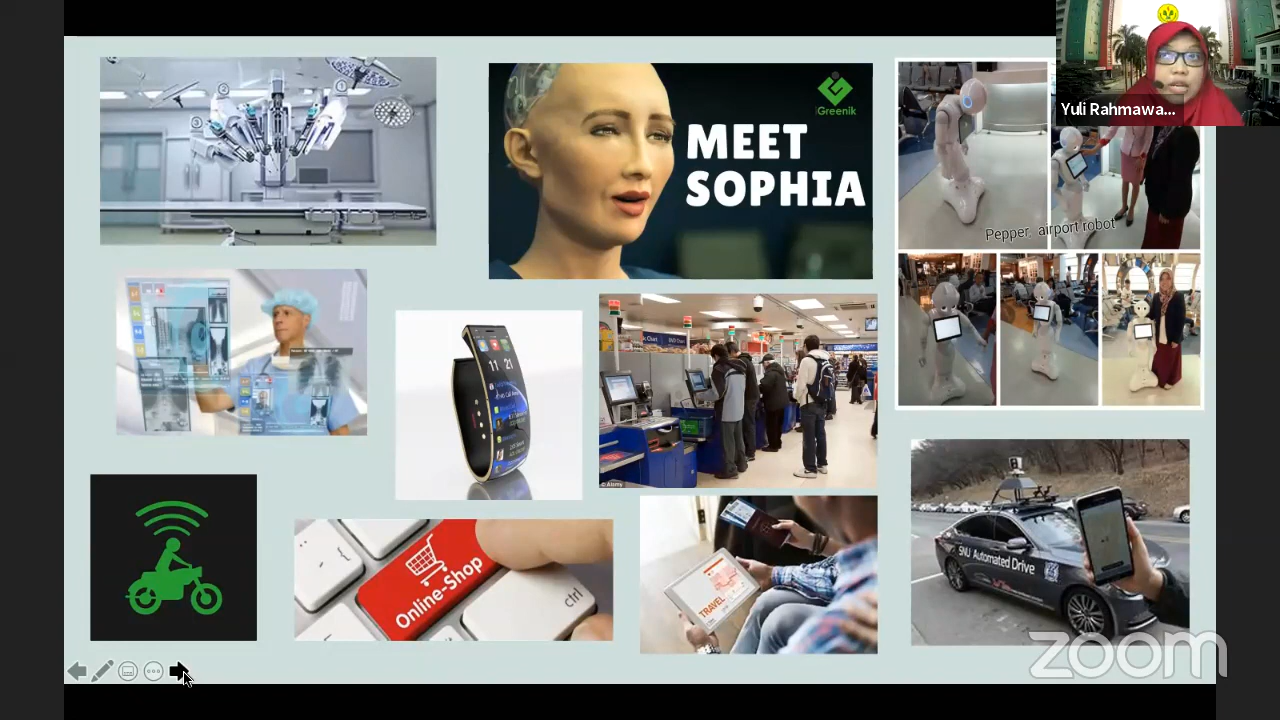 Greenik
MEET
SOPHIA
Yuli Rahmawa...
Pepper, airport robot
11 21
Online-Shop
ctrl
TRAVEL
SNU Automated Drive
zoom